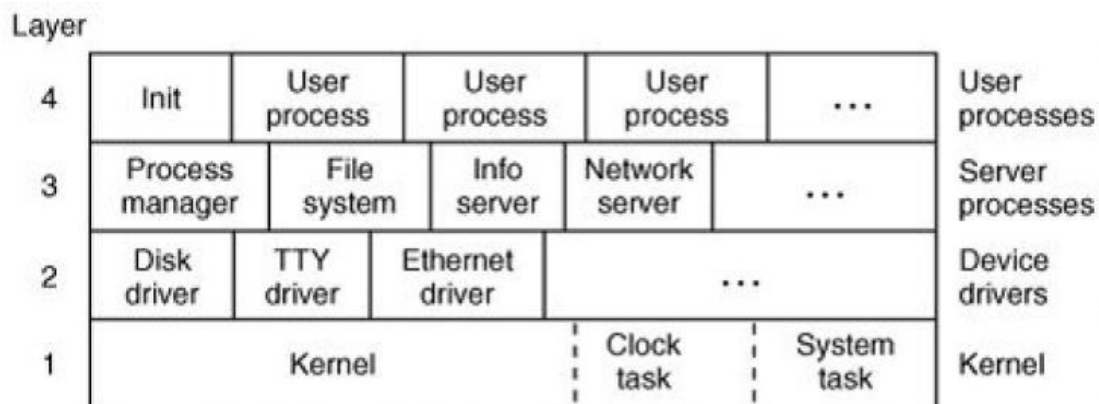 Layer
4 Init User process User process User process ... User processes
3 Process manager File system Info server Network server ... Server processes
2 Disk driver TTY driver Ethernet driver ... Device drivers
1 Kernel Clock task System task Kernel